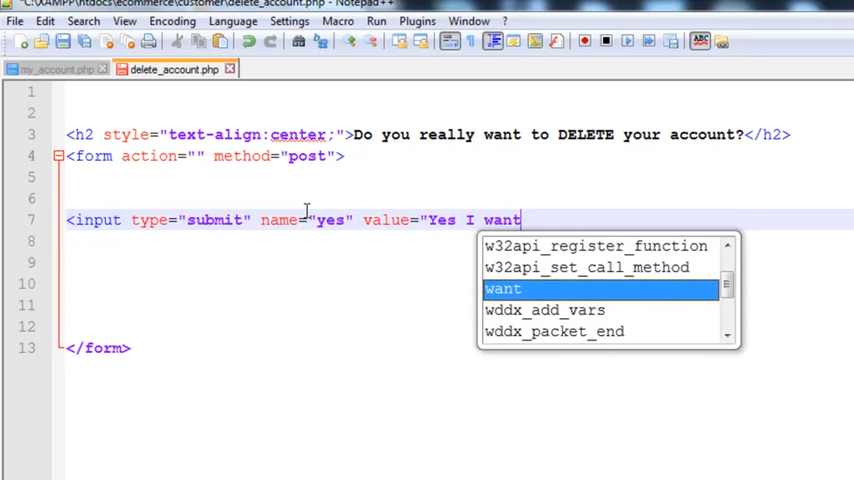 *C:\XAMPP\htdocs\ecommerce\customer\delete_account.php - Notepad++
File Edit Search View Encoding Language Settings Macro Run Plugins Window ?
my_account.php delete_account.php
1
2
3 <h2 style="text-align:center;">Do you really want to DELETE your account?</h2>
4 <form action="" method="post">
5
6
7 <input type="submit" name="yes" value="Yes I want
w32api_register_function
8
w32api_set_call_method
9 want
10 wddx_add_vars
11
wddx_packet_end
12
13 </form>